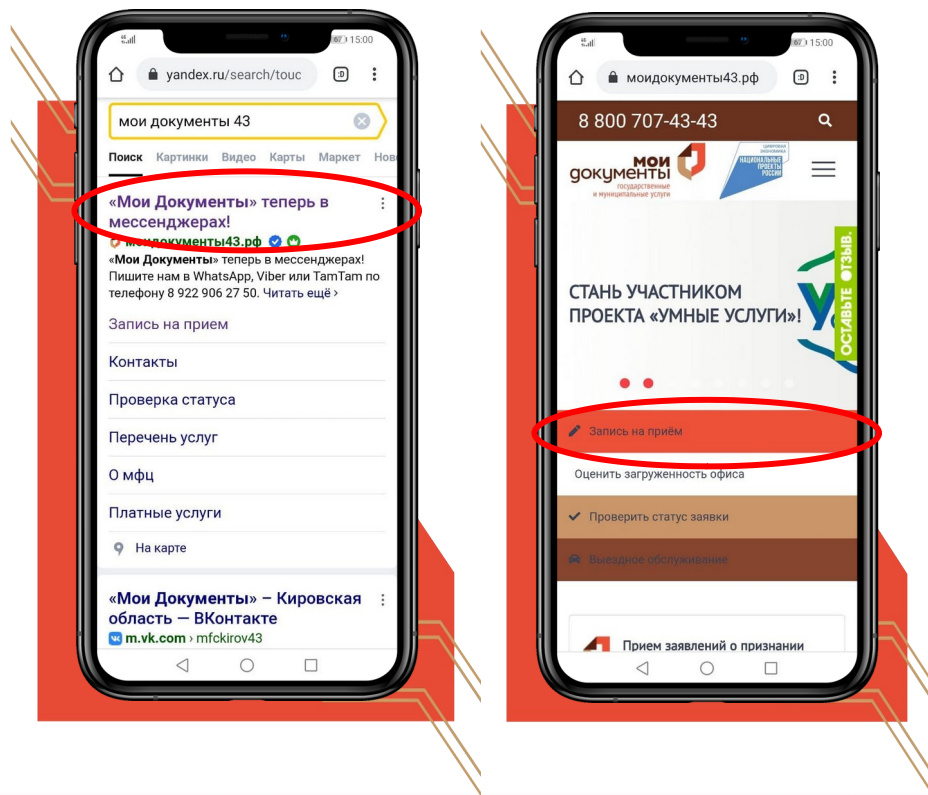 15:00
yandex.ru/search/touc
:D
мои документы 43
Поиск Картинки Видео Карты Маркет Нов
«Мои Документы» теперь в
мессенджерах!
моидокументы43.рф
«Мои Документы» теперь в мессенджерах!
Пишите нам в WhatsApp, Viber или TamTam по
телефону 8 922 906 27 50. Читать ещё >
Запись на прием
Контакты
Проверка статуса
Перечень услуг
О мфц
Платные услуги
На карте
«Мои Документы» – Кировская
область — ВКонтакте
m.vk.com › mfckirov43
15:00
моидокументы43.рф
:D
8 800 707-43-43
мои
документы
государственные
и муниципальные услуги
ЦИФРОВАЯ
ЭКОНОМИКА
НАЦИОНАЛЬНЫЕ
ПРОЕКТЫ
РОССИИ
СТАНЬ УЧАСТНИКОМ
ПРОЕКТА «УМНЫЕ УСЛУГИ»!
ОСТАВЬТЕ ОТЗЫВ.
Запись на приём
Оценить загруженность офиса
Проверить статус заявки
Выездное обслуживание
Прием заявлений о признании